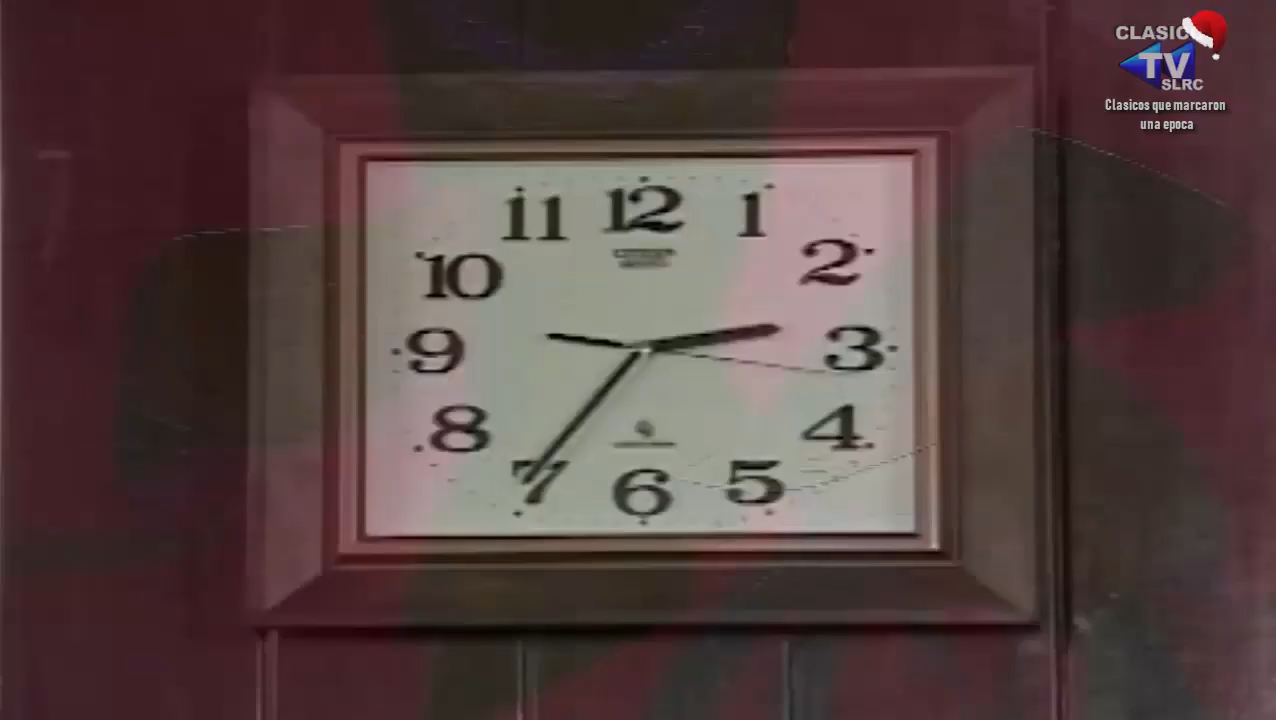 CLASIC
TV
SLRC
Clasicos que marcaron
una epoca
11 12 1
10 2
9 3
8 4
7 6 5